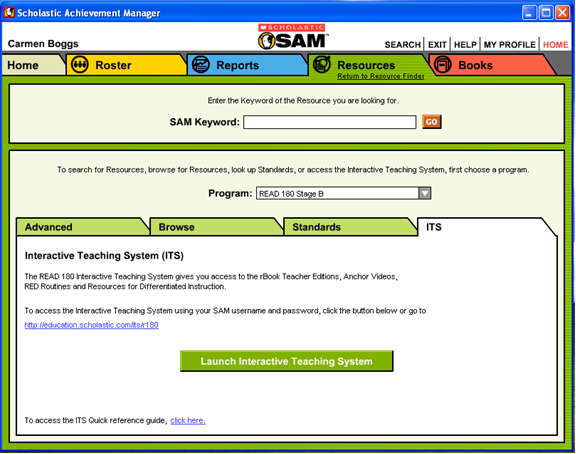 Scholastic Achievement Manager
SCHOLASTIC
Carmen Boggs
SAM
SEARCH EXIT HELP MY PROFILE HOME
Home Roster Reports Resources Books
Return to Resource Finder
Enter the Keyword of the Resource you are looking for.
SAM Keyword: GO
To search for Resources, browse for Resources, look up Standards, or access the Interactive Teaching System, first choose a program.
Program: READ 180 Stage B
Advanced Browse Standards ITS
Interactive Teaching System (ITS)
The READ 180 Interactive Teaching System gives you access to the rBook Teacher Editions, Anchor Videos,
RED Routines and Resources for Differentiated Instruction.
To access the Interactive Teaching System using your SAM username and password, click the button below or go to
http://education.scholastic.com/its#r180
Launch Interactive Teaching System
To access the ITS Quick reference guide, click here.